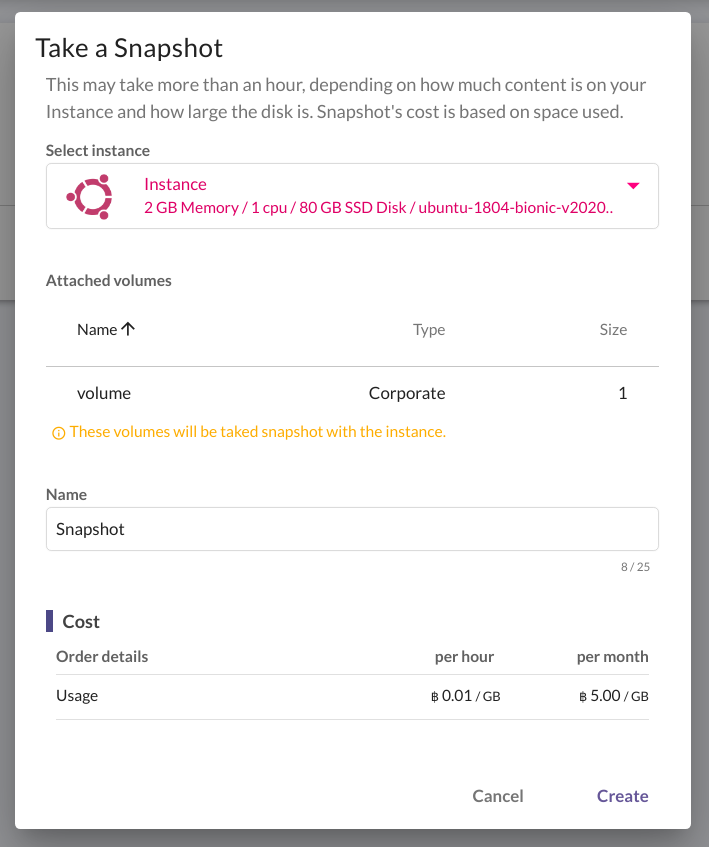 Take a Snapshot
This may take more than an hour, depending on how much content is on your
Instance and how large the disk is. Snapshot's cost is based on space used.
Select instance
Instance
2 GB Memory / 1 cpu / 80 GB SSD Disk / ubuntu-1804-bionic-v2020..
Attached volumes
Name Type Size
volume Corporate 1
These volumes will be taked snapshot with the instance.
Name
Snapshot
8 / 25
Cost
Order details per hour per month
Usage ฿ 0.01 / GB ฿ 5.00 / GB
Cancel Create